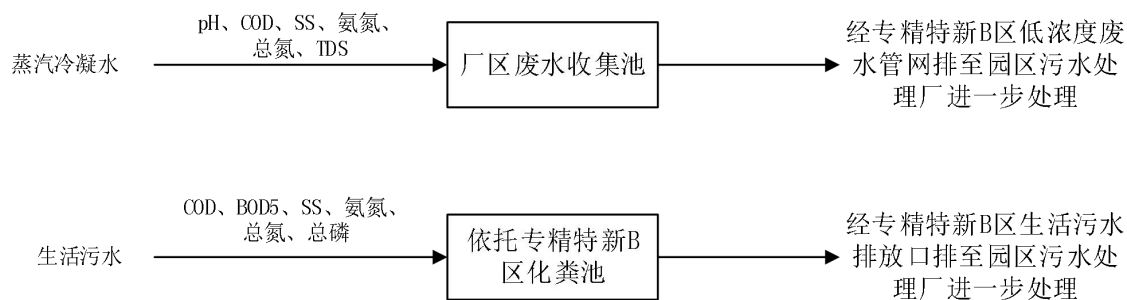 蒸汽冷凝水
pH、COD、SS、氨氮、
总氮、TDS
厂区废水收集池
经专精特新B区低浓度废
水管网排至园区污水处
理厂进一步处理
生活污水
COD、BOD5、SS、氨氮、
总氮、总磷
依托专精特新B
区化粪池
经专精特新B区生活污水
排放口排至园区污水处
理厂进一步处理